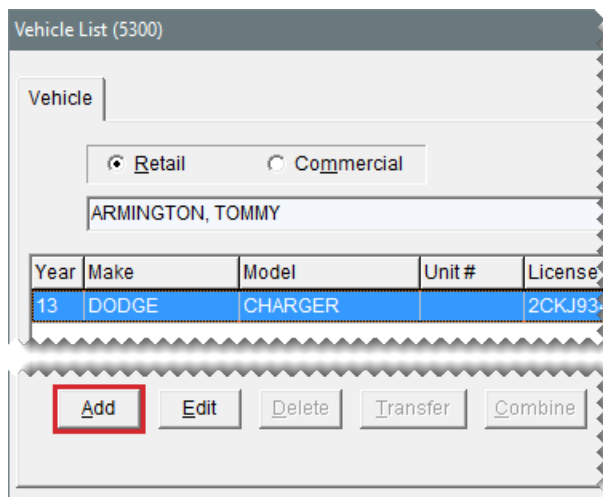 Vehicle List (5300)
Vehicle
Retail Commercial
ARMINGTON, TOMMY
Year Make Model Unit # License
13 DODGE CHARGER 2CKJ934
Add Edit Delete Transfer Combine